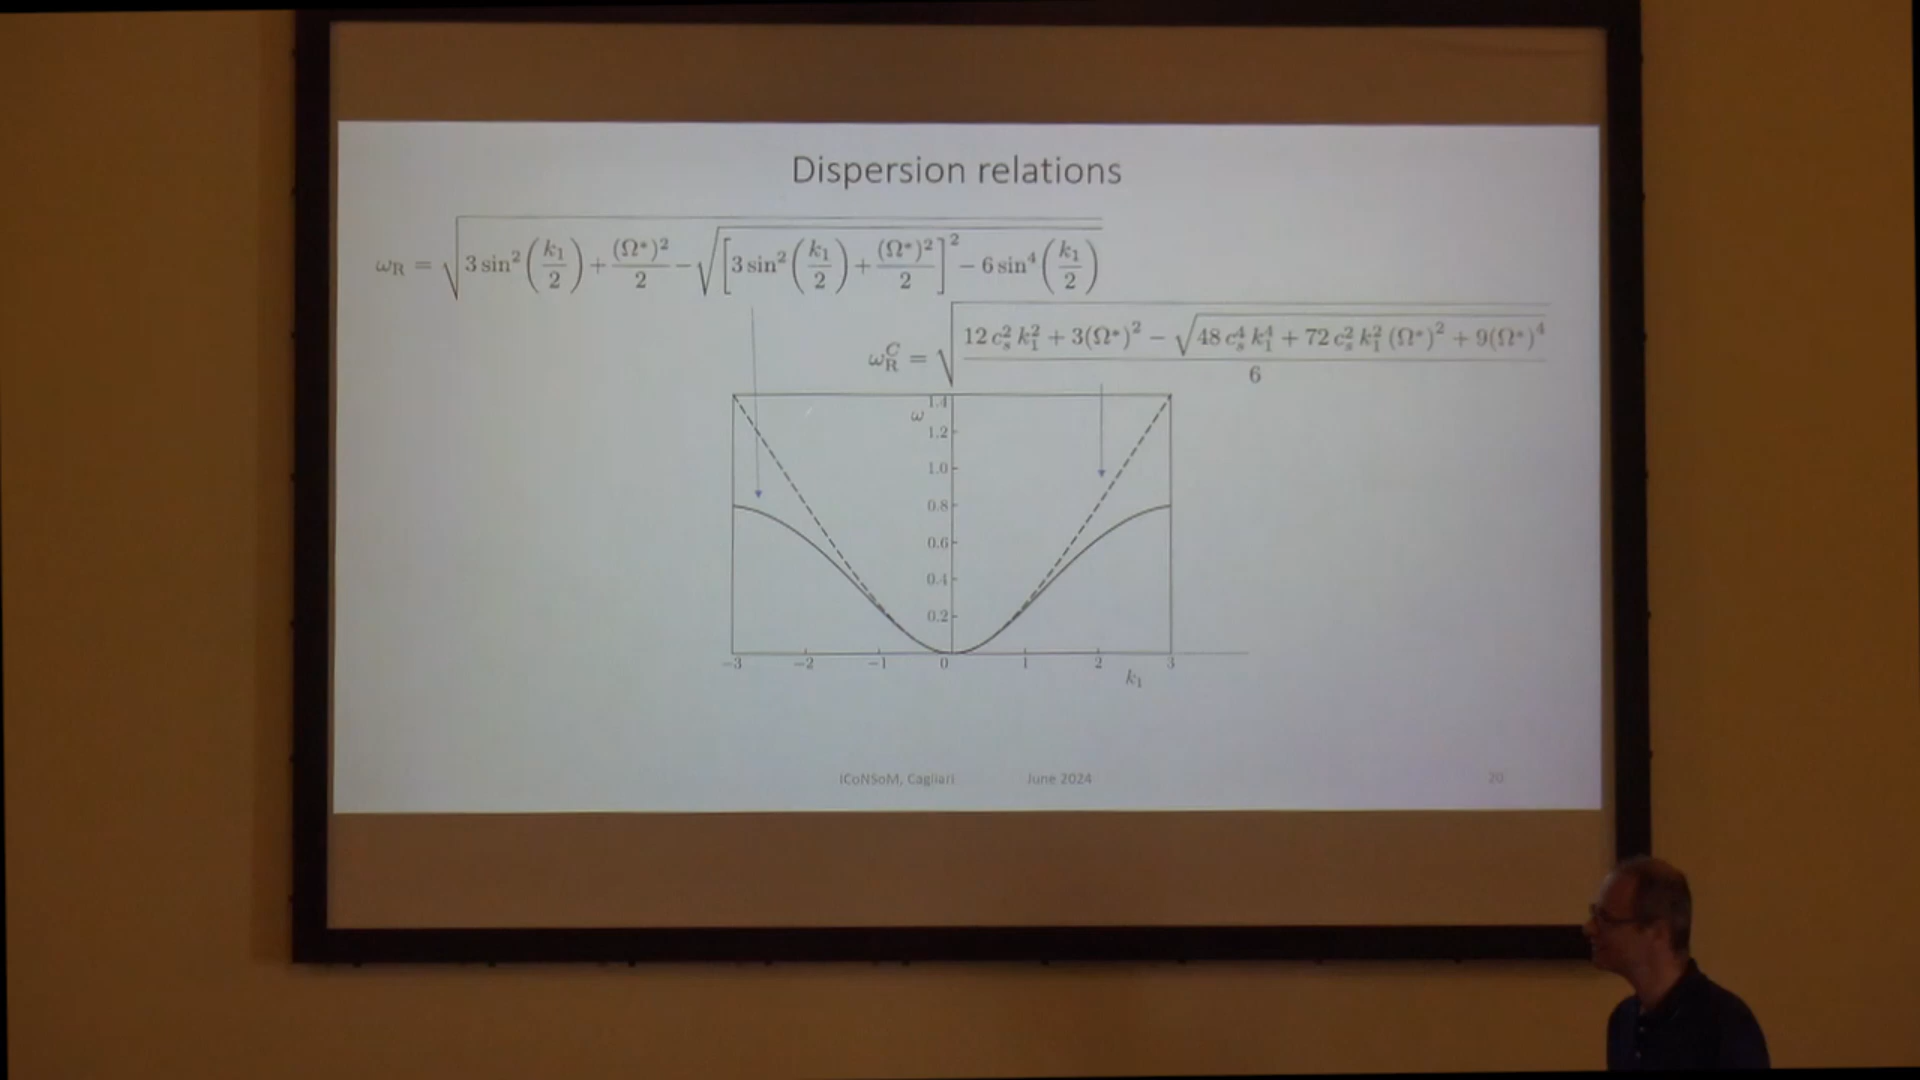 Dispersion relations
ω_R = √(3 sin²(k₁/2) + (Ω*)²/2 − √([3 sin²(k₁/2) + (Ω*)²/2]² − 6 sin⁴(k₁/2)))
ω_R^C = √((12 c_s² k₁² + 3(Ω*)² − √(48 c_s⁴ k₁⁴ + 72 c_s² k₁² (Ω*)² + 9(Ω*)⁴))/6)
1.4
ω
1.2
1.0
0.8
0.6
0.4
0.2
−3 −2 −1 0 1 2 3
k₁
ICoNSoM, Cagliari June 2024 20